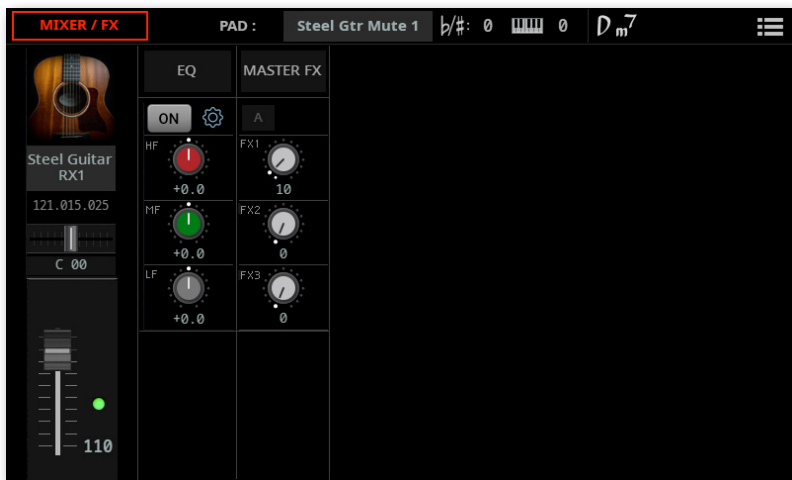 MIXER / FX PAD : Steel Gtr Mute 1 ♭/#: 0 0 Dm7
EQ MASTER FX
ON A
HF FX1
Steel Guitar
RX1
+0.0 10
121.015.025
MF FX2
+0.0 0
C 00
LF FX3
+0.0 0
110